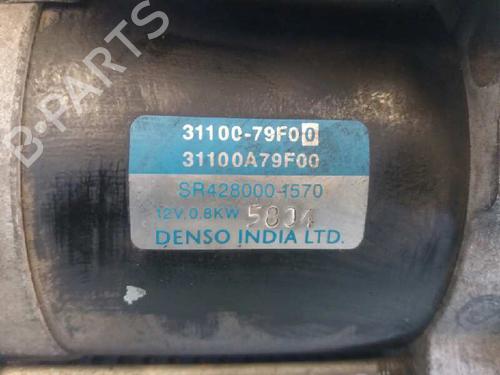 B-PARTS
31100-79F00
31100A79F00
SR428000-1570
12V.0.8KW 5804
DENSO INDIA LTD.